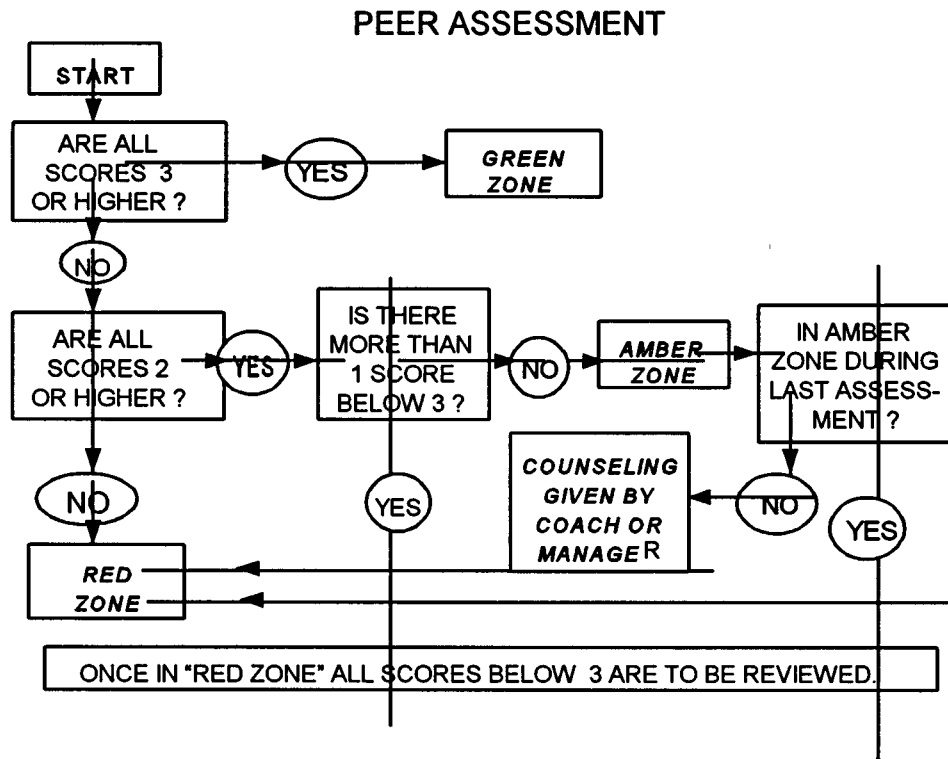 PEER ASSESSMENT
START
ARE ALL
SCORES 3
OR HIGHER ?
YES
GREEN
ZONE
NO
ARE ALL
SCORES 2
OR HIGHER ?
YES
IS THERE
MORE THAN
1 SCORE
BELOW 3 ?
NO
AMBER
ZONE
IN AMBER
ZONE DURING
LAST ASSESS-
MENT ?
NO
YES
COUNSELING
GIVEN BY
COACH OR
MANAGER
YES
NO
RED
ZONE
ONCE IN "RED ZONE" ALL SCORES BELOW 3 ARE TO BE REVIEWED.